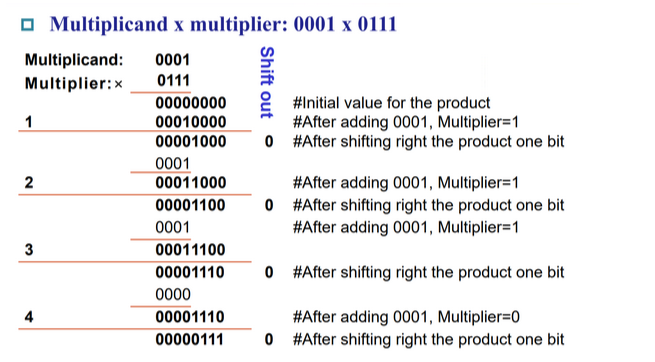 Multiplicand x multiplier: 0001 x 0111
Multiplicand: 0001
Multiplier:× 0111
Shift out
00000000 #Initial value for the product
1 00010000 #After adding 0001, Multiplier=1
00001000 0 #After shifting right the product one bit
0001
2 00011000 #After adding 0001, Multiplier=1
00001100 0 #After shifting right the product one bit
0001 #After adding 0001, Multiplier=1
3 00011100
00001110 0 #After shifting right the product one bit
0000
4 00001110 #After adding 0001, Multiplier=0
00000111 0 #After shifting right the product one bit